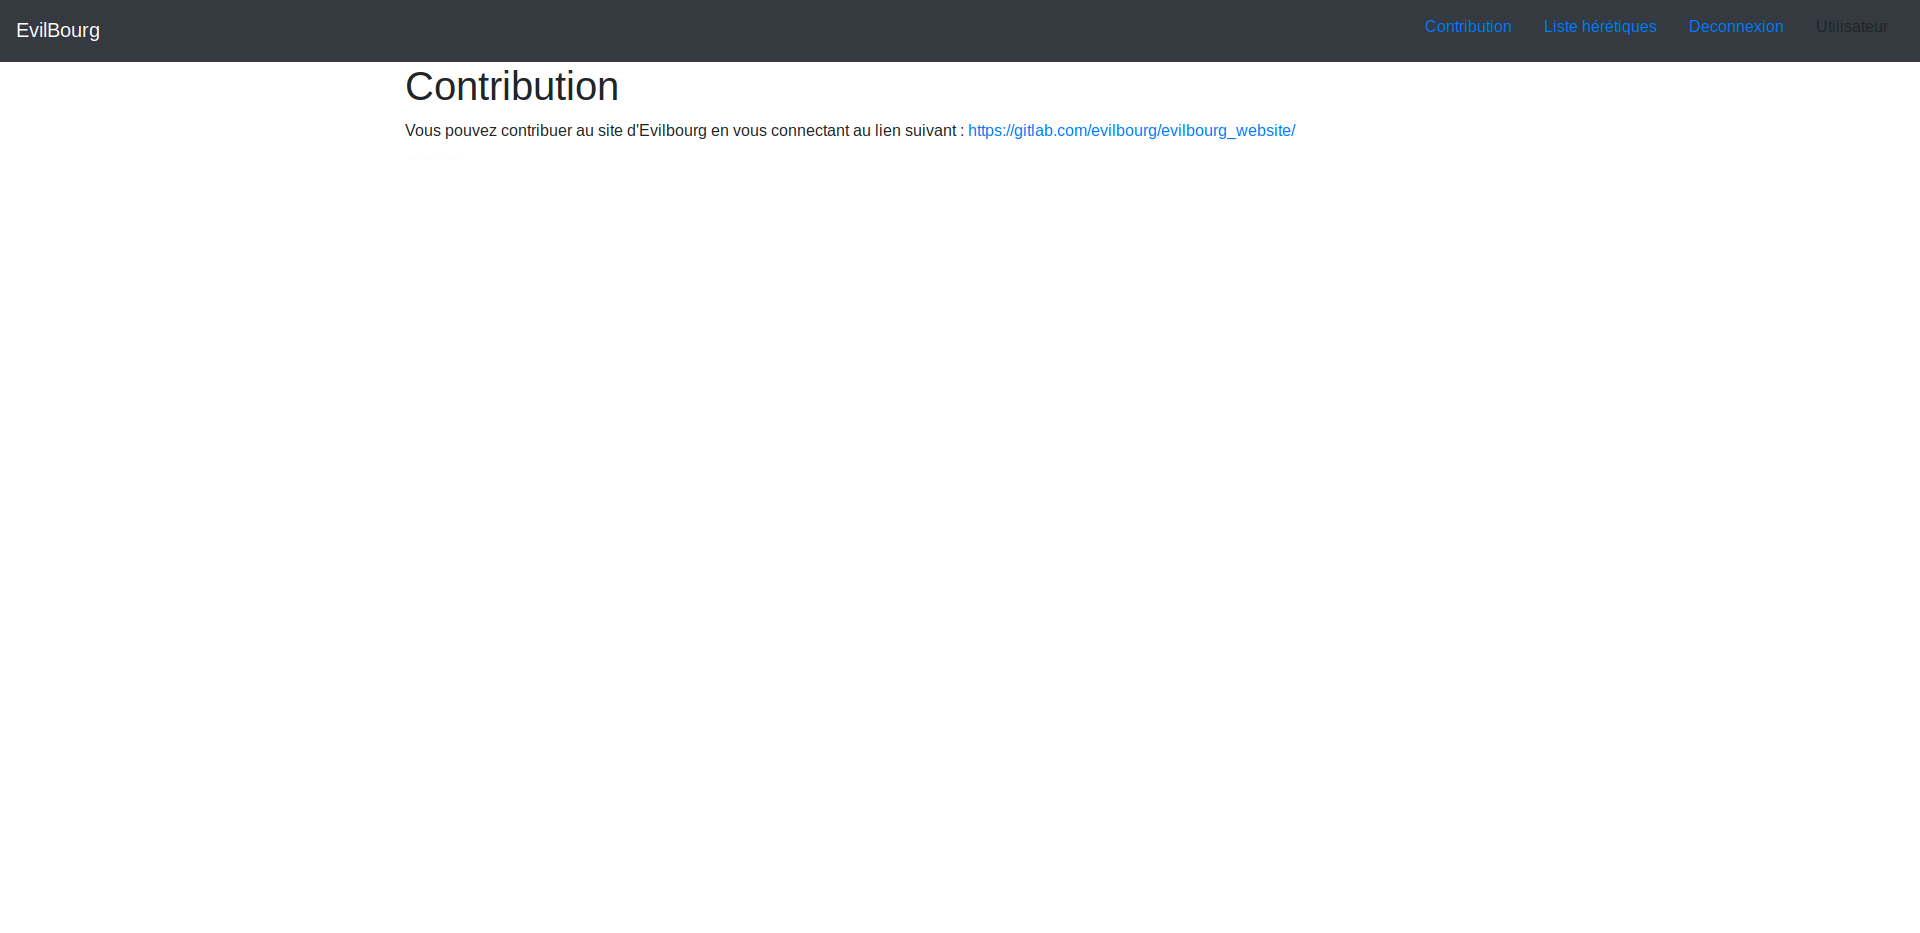 EvilBourg
Contribution
Liste hérétiques
Deconnexion
Utilisateur
Contribution
Vous pouvez contribuer au site d'Evilbourg en vous connectant au lien suivant : https://gitlab.com/evilbourg/evilbourg_website/